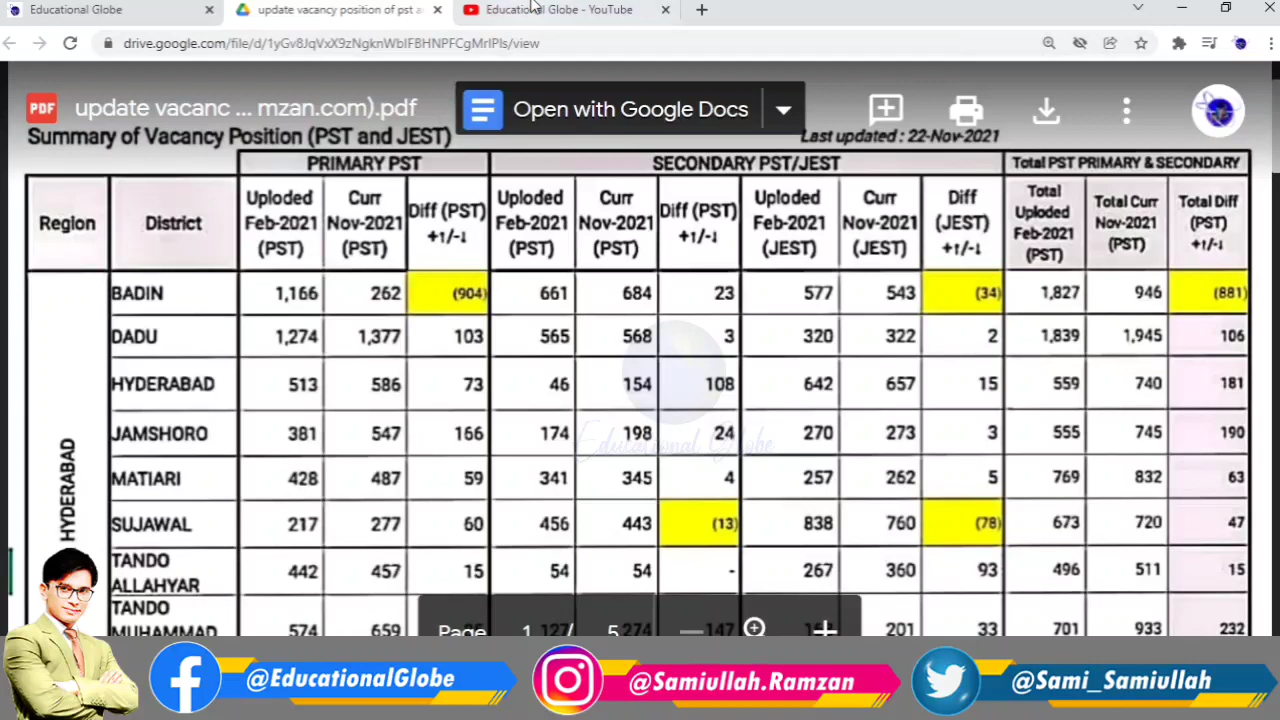 Educational Globe
update vacancy position of pst a
Educational Globe - YouTube
drive.google.com/file/d/1yGv8JqVxX9zNgknWbIFBHNPFCgMrIPls/view
PDF
update vacanc ... mzan.com).pdf
Open with Google Docs
Summary of Vacancy Position (PST and JEST)
Last updated : 22-Nov-2021
PRIMARY PST SECONDARY PST/JEST Total PST PRIMARY & SECONDARY
Region District Uploded Feb-2021 (PST) Curr Nov-2021 (PST) Diff (PST) +↑/-↓ Uploded Feb-2021 (PST) Curr Nov-2021 (PST) Diff (PST) +↑/-↓ Uploded Feb-2021 (JEST) Curr Nov-2021 (JEST) Diff (JEST) +↑/-↓ Total Uploded Feb-2021 (PST) Total Curr Nov-2021 (PST) Total Diff (PST) +↑/-↓
HYDERABAD
BADIN 1,166 262 (904) 661 684 23 577 543 (34) 1,827 946 (881)
DADU 1,274 1,377 103 565 568 3 320 322 2 1,839 1,945 106
HYDERABAD 513 586 73 46 154 108 642 657 15 559 740 181
JAMSHORO 381 547 166 174 198 24 270 273 3 555 745 190
Educational Globe
MATIARI 428 487 59 341 345 4 257 262 5 769 832 63
SUJAWAL 217 277 60 456 443 (13) 838 760 (78) 673 720 47
TANDO ALLAHYAR 442 457 15 54 54 - 267 360 93 496 511 15
TANDO MUHAMMAD 574 659 127 274 147 201 33 701 933 232
Page 1 / 5
@EducationalGlobe
@Samiullah.Ramzan
@Sami_Samiullah